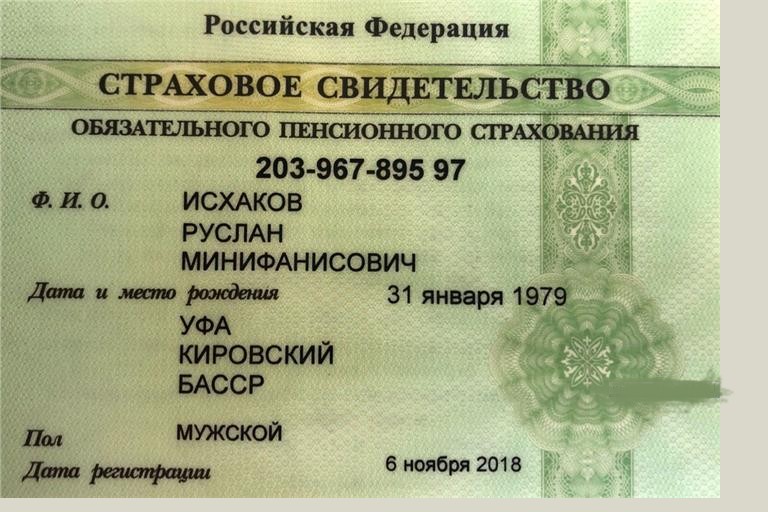 Российская Федерация
СТРАХОВОЕ СВИДЕТЕЛЬСТВО
ОБЯЗАТЕЛЬНОГО ПЕНСИОННОГО СТРАХОВАНИЯ
203-967-895 97
Ф. И. О. ИСХАКОВ
РУСЛАН
МИНИФАНИСОВИЧ
Дата и место рождения 31 января 1979
УФА
КИРОВСКИЙ
БАССР
Пол МУЖСКОЙ
Дата регистрации 6 ноября 2018